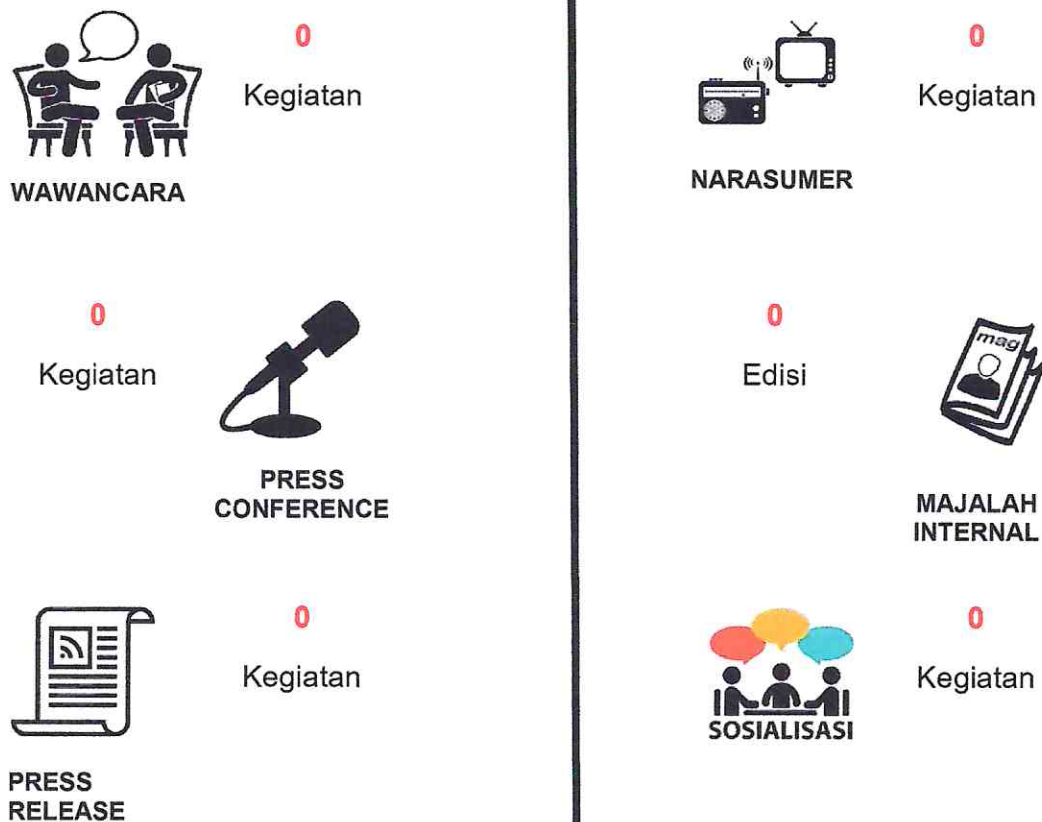 0
Kegiatan
WAWANCARA
0
Kegiatan
PRESS
CONFERENCE
0
Kegiatan
PRESS
RELEASE
0
Kegiatan
NARASUMER
0
Edisi
mag
MAJALAH
INTERNAL
0
Kegiatan
SOSIALISASI